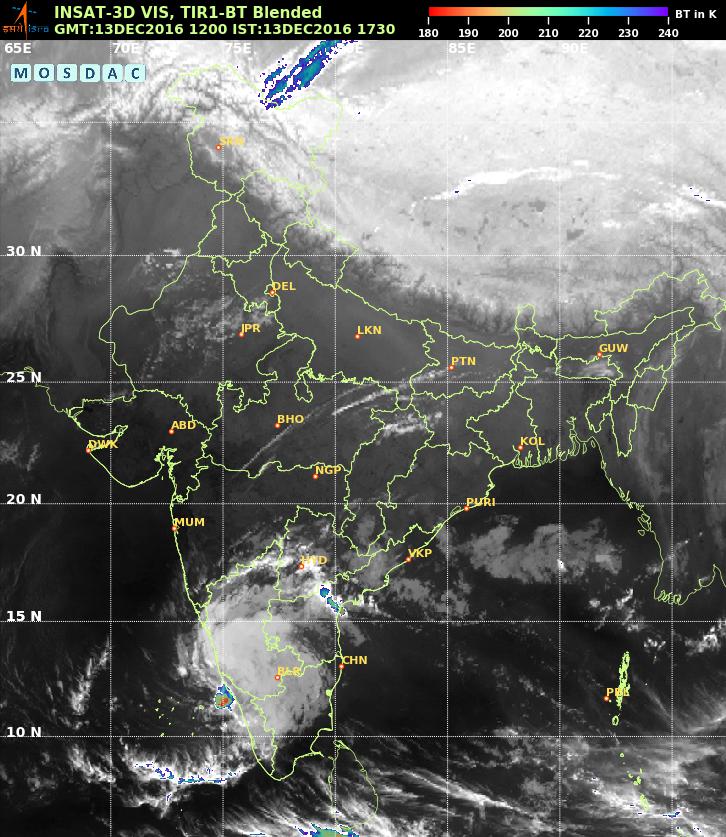 INSAT-3D VIS, TIR1-BT Blended
GMT:13DEC2016 1200 IST:13DEC2016 1730
BT in K
180 190 200 210 220 230 240
65E 70E 75E 85E 90E
MOSDAC
SRN
30 N
DEL
JPR LKN
GUW
PTN
25 N
ABD BHO
DWK KOL
NGP
20 N PURI
MUM
VKP
HYD
15 N
CHN
BLR
PBL
10 N